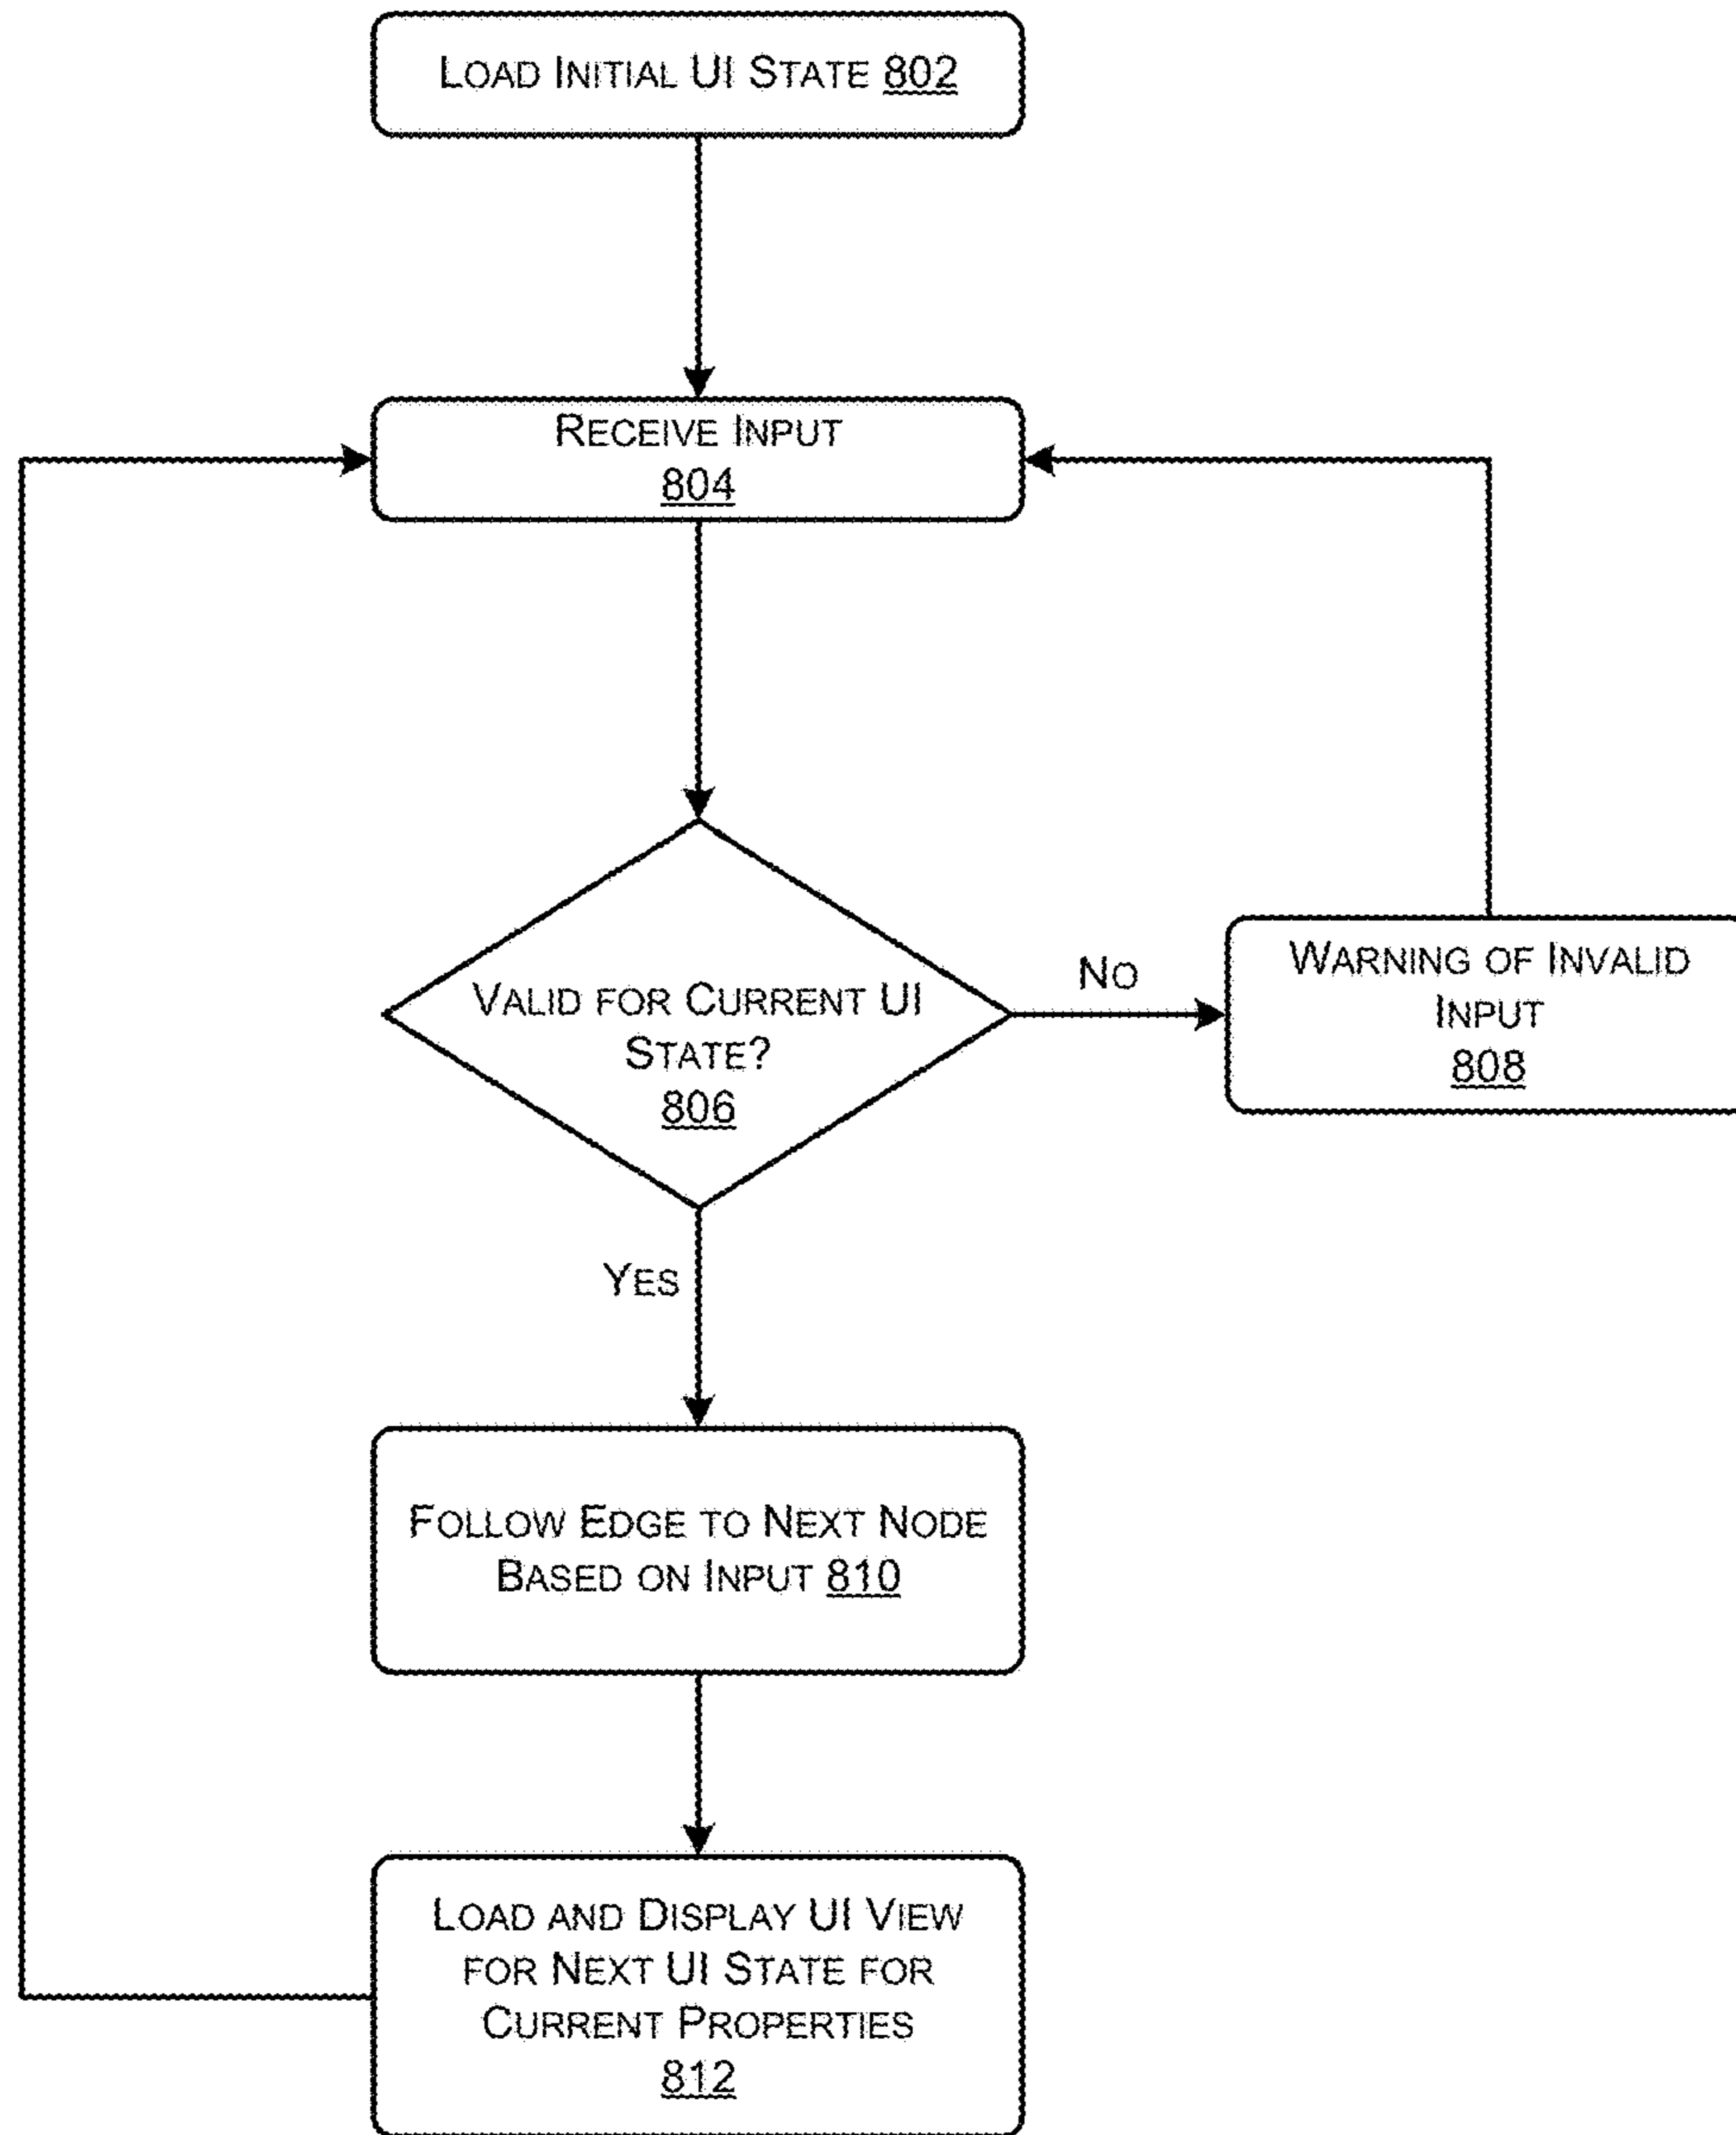 LOAD INITIAL UI STATE 802
RECEIVE INPUT
804
VALID FOR CURRENT UI
STATE?
806
NO
WARNING OF INVALID
INPUT
808
YES
FOLLOW EDGE TO NEXT NODE
BASED ON INPUT 810
LOAD AND DISPLAY UI VIEW
FOR NEXT UI STATE FOR
CURRENT PROPERTIES
812